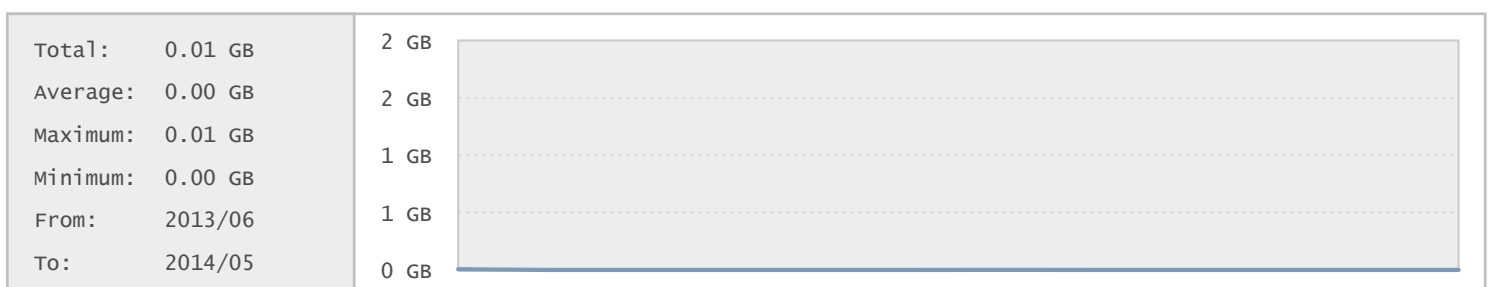 Total: 0.01 GB
Average: 0.00 GB
Maximum: 0.01 GB
Minimum: 0.00 GB
From: 2013/06
To: 2014/05
2 GB
2 GB
1 GB
1 GB
0 GB